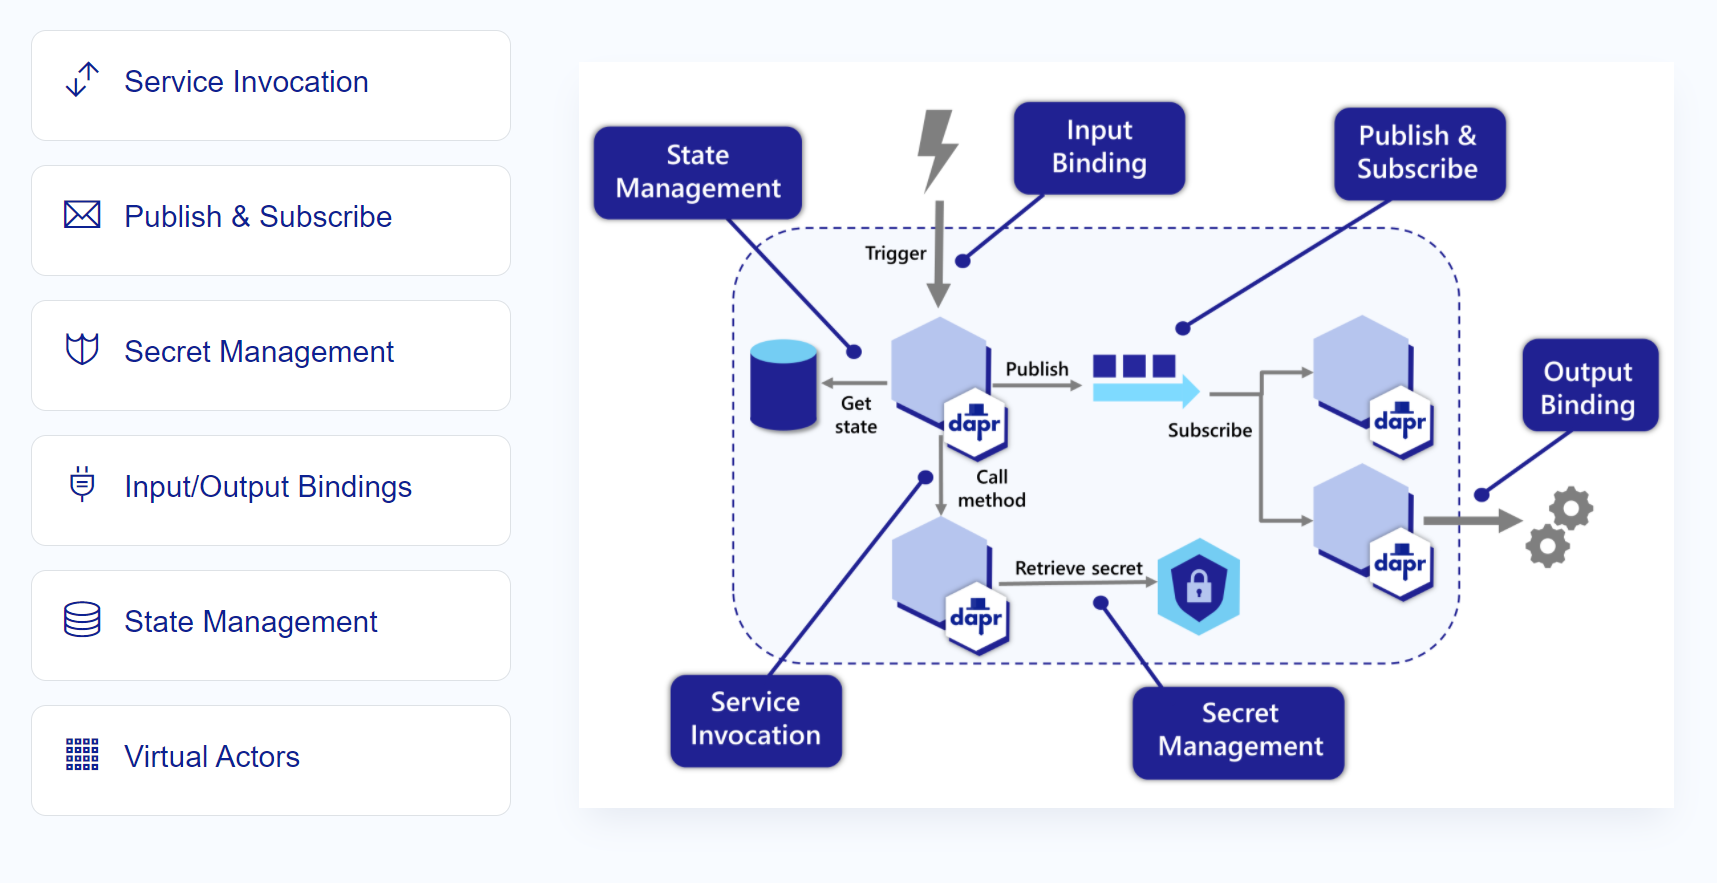 Service Invocation
Publish & Subscribe
Secret Management
Input/Output Bindings
State Management
Virtual Actors
State
Management
Input
Binding
Publish &
Subscribe
Trigger
Publish
Get
state
dapr
Subscribe
dapr
Output
Binding
Call
method
Retrieve secret
dapr
dapr
Service
Invocation
Secret
Management